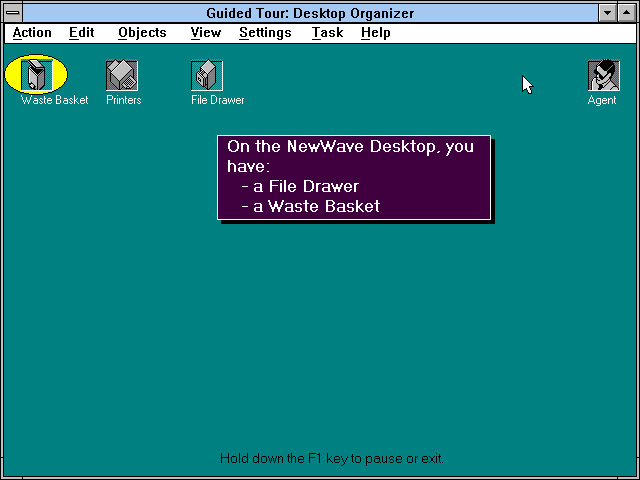 Guided Tour: Desktop Organizer
Action Edit Objects View Settings Task Help
Waste Basket Printers File Drawer Agent
On the NewWave Desktop, you
have:
- a File Drawer
- a Waste Basket
Hold down the F1 key to pause or exit.